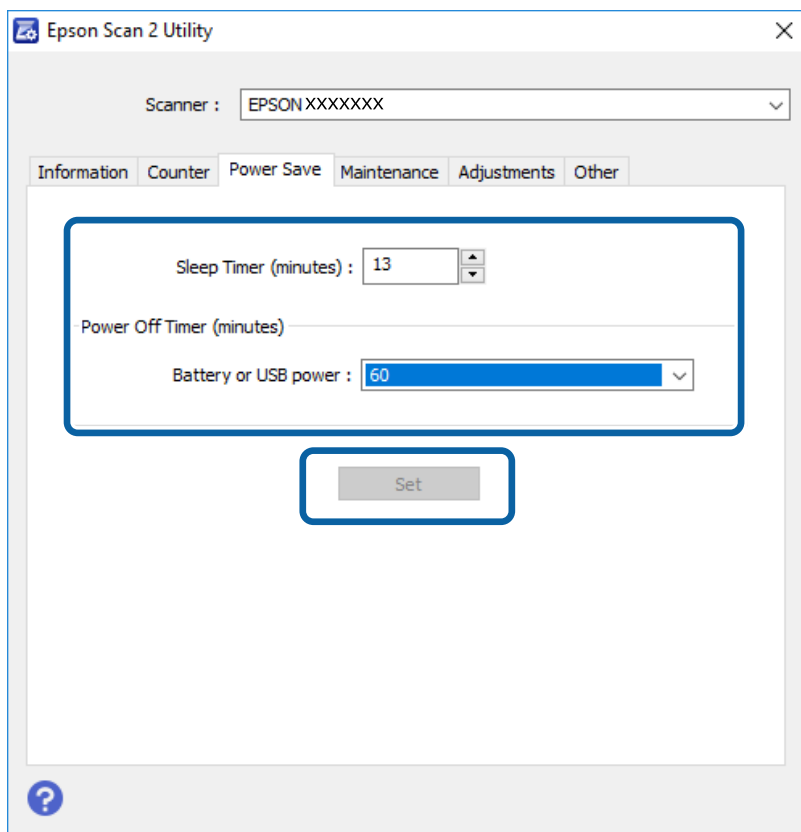 Epson Scan 2 Utility
Scanner : EPSON XXXXXXX
Information Counter Power Save Maintenance Adjustments Other
Sleep Timer (minutes) : 13
Power Off Timer (minutes)
Battery or USB power : 60
Set
?